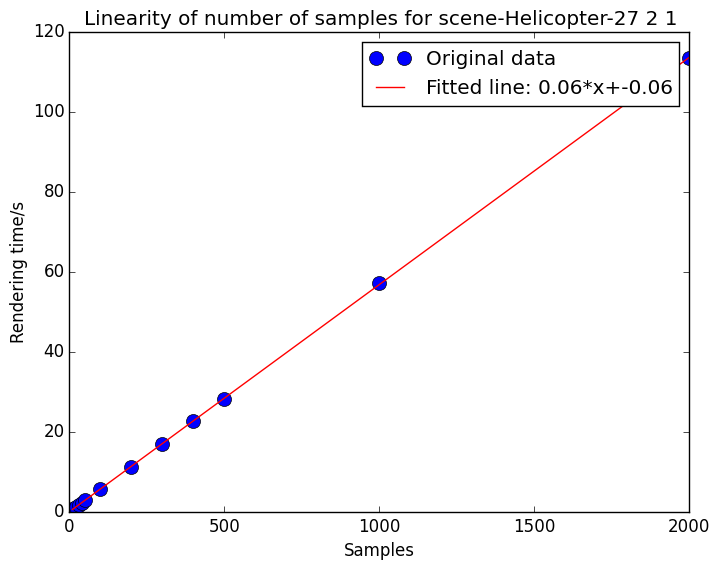 Linearity of number of samples for scene-Helicopter-27 2 1
120
100
80
60
40
20
0
Rendering time/s
Original data
Fitted line: 0.06*x+-0.06
0 500 1000 1500 2000
Samples